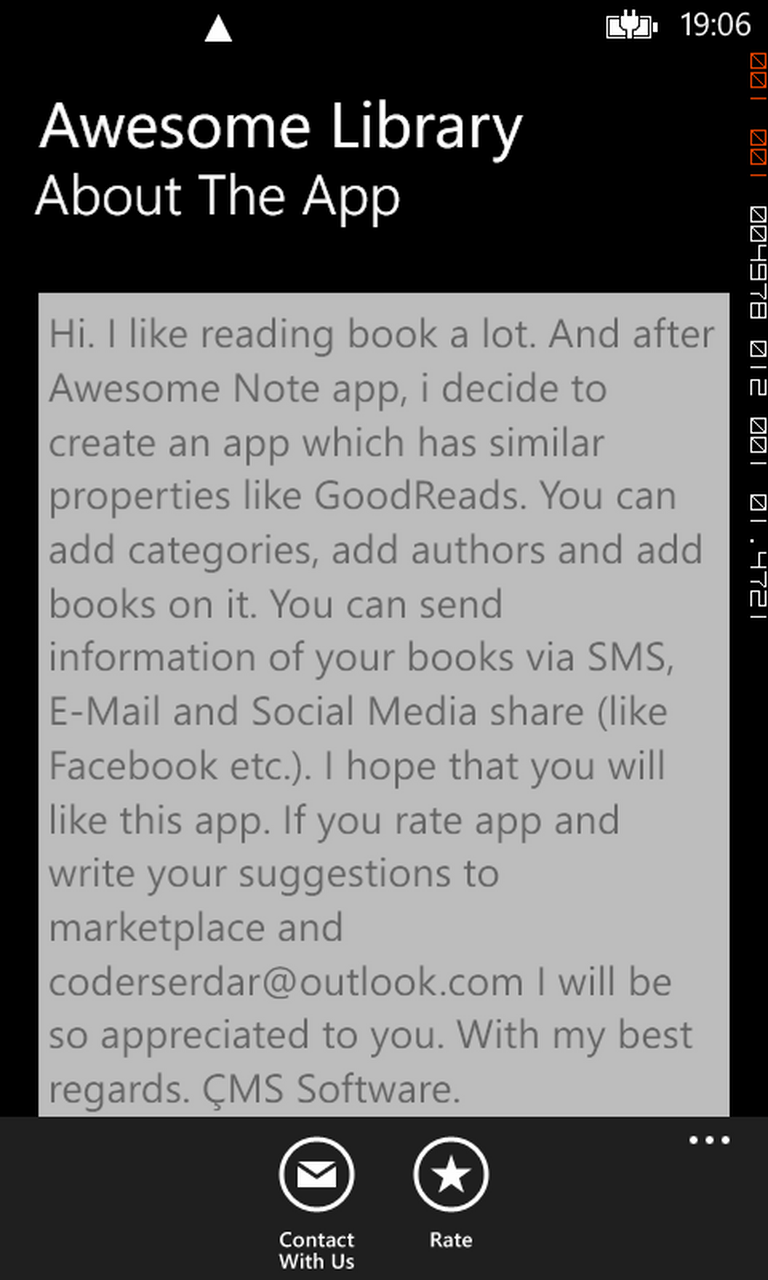 19:06
Awesome Library
About The App
Hi. I like reading book a lot. And after
Awesome Note app, i decide to
create an app which has similar
properties like GoodReads. You can
add categories, add authors and add
books on it. You can send
information of your books via SMS,
E-Mail and Social Media share (like
Facebook etc.). I hope that you will
like this app. If you rate app and
write your suggestions to
marketplace and
coderserdar@outlook.com I will be
so appreciated to you. With my best
regards. ÇMS Software.
001 001 004978 012 001 01.4721
Contact
With Us
Rate